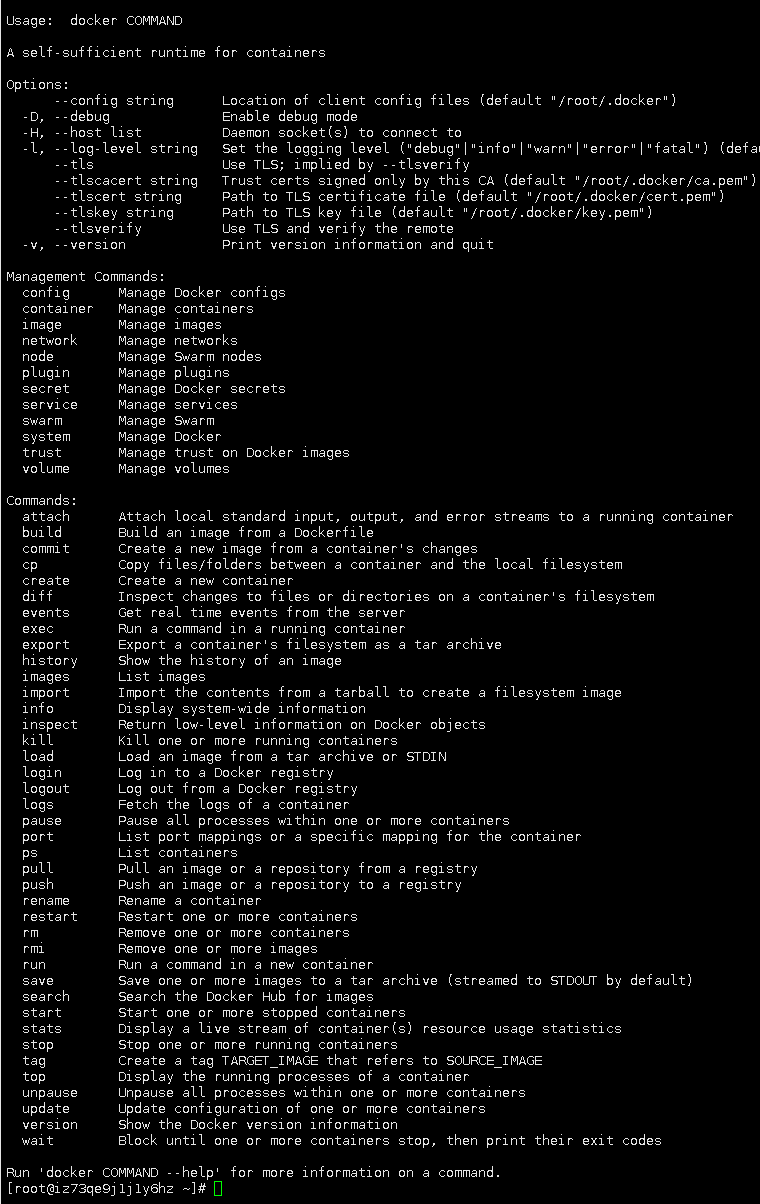 Usage:  docker COMMAND

A self-sufficient runtime for containers

Options:
      --config string      Location of client config files (default "/root/.docker")
  -D, --debug              Enable debug mode
  -H, --host list          Daemon socket(s) to connect to
  -l, --log-level string   Set the logging level ("debug"|"info"|"warn"|"error"|"fatal") (defa
      --tls                Use TLS; implied by --tlsverify
      --tlscacert string   Trust certs signed only by this CA (default "/root/.docker/ca.pem")
      --tlscert string     Path to TLS certificate file (default "/root/.docker/cert.pem")
      --tlskey string      Path to TLS key file (default "/root/.docker/key.pem")
      --tlsverify          Use TLS and verify the remote
  -v, --version            Print version information and quit

Management Commands:
  config      Manage Docker configs
  container   Manage containers
  image       Manage images
  network     Manage networks
  node        Manage Swarm nodes
  plugin      Manage plugins
  secret      Manage Docker secrets
  service     Manage services
  swarm       Manage Swarm
  system      Manage Docker
  trust       Manage trust on Docker images
  volume      Manage volumes

Commands:
  attach      Attach local standard input, output, and error streams to a running container
  build       Build an image from a Dockerfile
  commit      Create a new image from a container's changes
  cp          Copy files/folders between a container and the local filesystem
  create      Create a new container
  diff        Inspect changes to files or directories on a container's filesystem
  events      Get real time events from the server
  exec        Run a command in a running container
  export      Export a container's filesystem as a tar archive
  history     Show the history of an image
  images      List images
  import      Import the contents from a tarball to create a filesystem image
  info        Display system-wide information
  inspect     Return low-level information on Docker objects
  kill        Kill one or more running containers
  load        Load an image from a tar archive or STDIN
  login       Log in to a Docker registry
  logout      Log out from a Docker registry
  logs        Fetch the logs of a container
  pause       Pause all processes within one or more containers
  port        List port mappings or a specific mapping for the container
  ps          List containers
  pull        Pull an image or a repository from a registry
  push        Push an image or a repository to a registry
  rename      Rename a container
  restart     Restart one or more containers
  rm          Remove one or more containers
  rmi         Remove one or more images
  run         Run a command in a new container
  save        Save one or more images to a tar archive (streamed to STDOUT by default)
  search      Search the Docker Hub for images
  start       Start one or more stopped containers
  stats       Display a live stream of container(s) resource usage statistics
  stop        Stop one or more running containers
  tag         Create a tag TARGET_IMAGE that refers to SOURCE_IMAGE
  top         Display the running processes of a container
  unpause     Unpause all processes within one or more containers
  update      Update configuration of one or more containers
  version     Show the Docker version information
  wait        Block until one or more containers stop, then print their exit codes

Run 'docker COMMAND --help' for more information on a command.
[root@iz73qe9j1j1y6hz ~]#